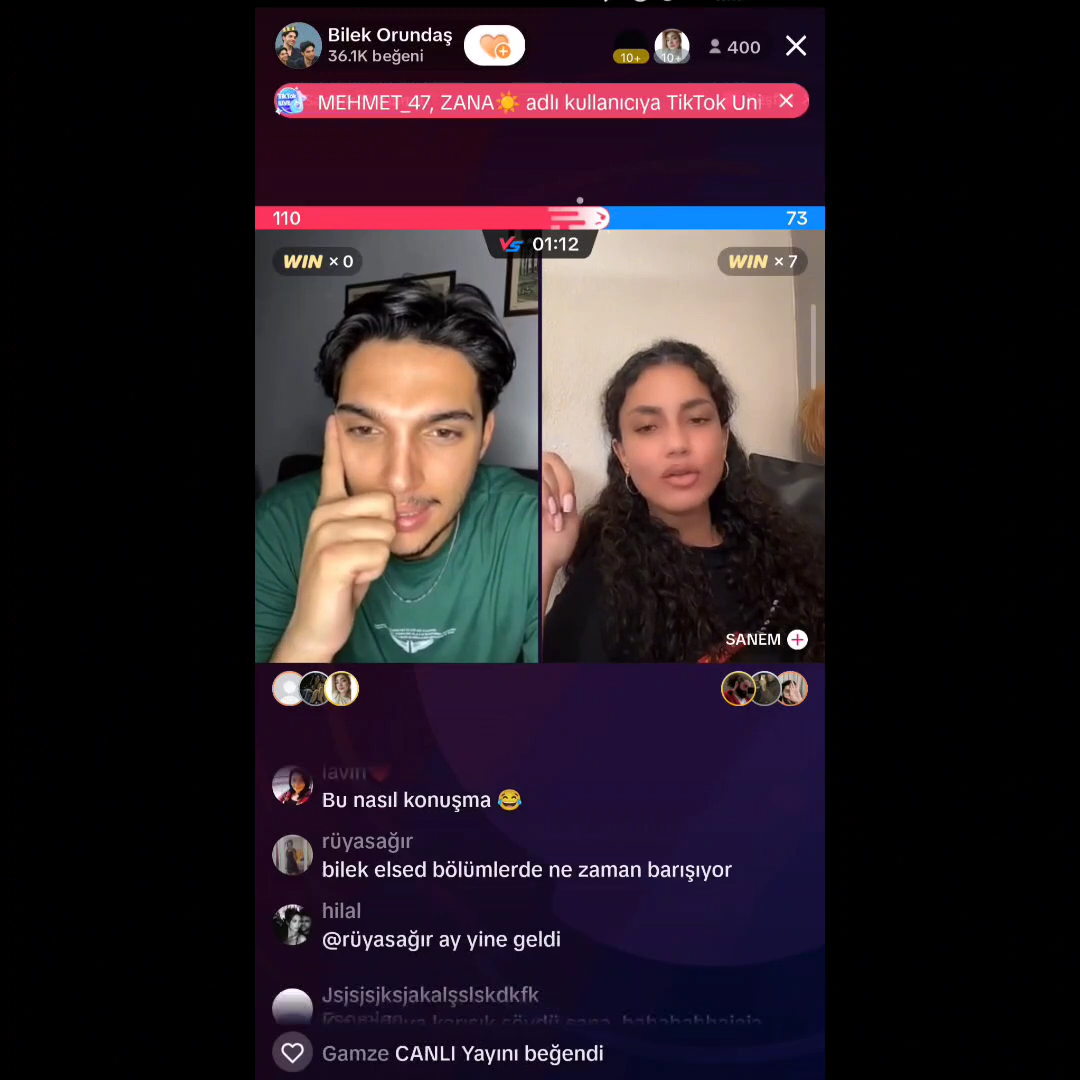 Bilek Orundaş
36.1K beğeni
10+
10+
400
MEHMET_47, ZANA☀️ adlı kullanıcıya TikTok Uni
110
73
VS 01:12
WIN × 0
WIN × 7
SANEM
lavin❤️
Bu nasıl konuşma 😂
rüyasağır
bilek elsed bölümlerde ne zaman barışıyor
hilal
@rüyasağır ay yine geldi
Jsjsjsjksjakalşslskdkfk
Gamze CANLI Yayını beğendi